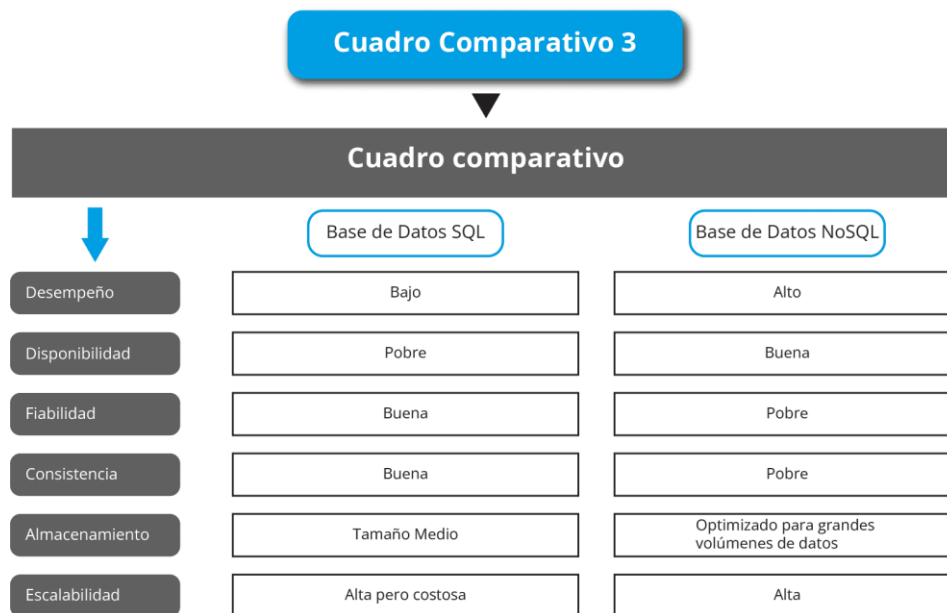 Cuadro Comparativo 3
Cuadro comparativo
Base de Datos SQL
Base de Datos NoSQL
Desempeño
Bajo
Alto
Disponibilidad
Pobre
Buena
Fiabilidad
Buena
Pobre
Consistencia
Buena
Pobre
Almacenamiento
Tamaño Medio
Optimizado para grandes
volúmenes de datos
Escalabilidad
Alta pero costosa
Alta